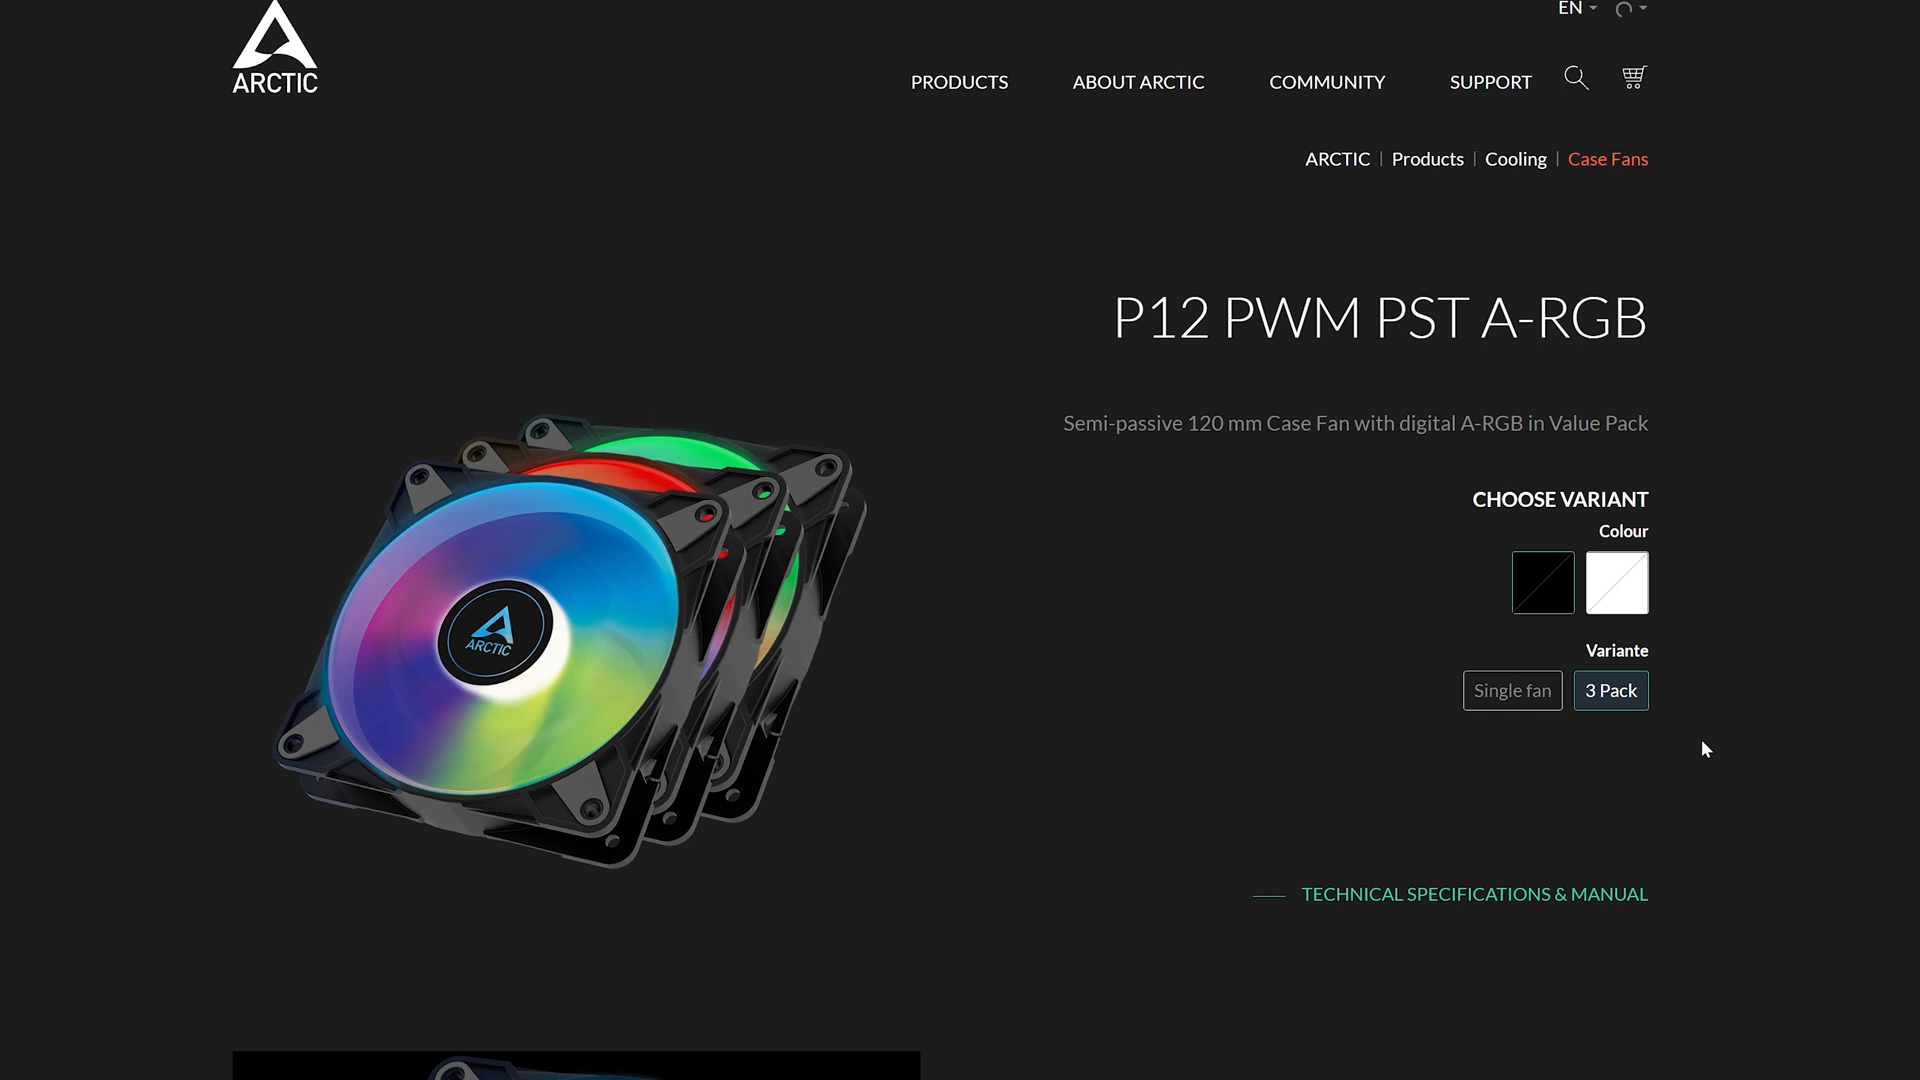 EN
ARCTIC
PRODUCTS
ABOUT ARCTIC
COMMUNITY
SUPPORT
ARCTIC | Products | Cooling | Case Fans
P12 PWM PST A-RGB
Semi-passive 120 mm Case Fan with digital A-RGB in Value Pack
CHOOSE VARIANT
Colour
Variante
Single fan
3 Pack
ARCTIC
TECHNICAL SPECIFICATIONS & MANUAL